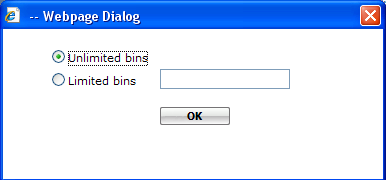 -- Webpage Dialog
Unlimited bins
Limited bins
OK